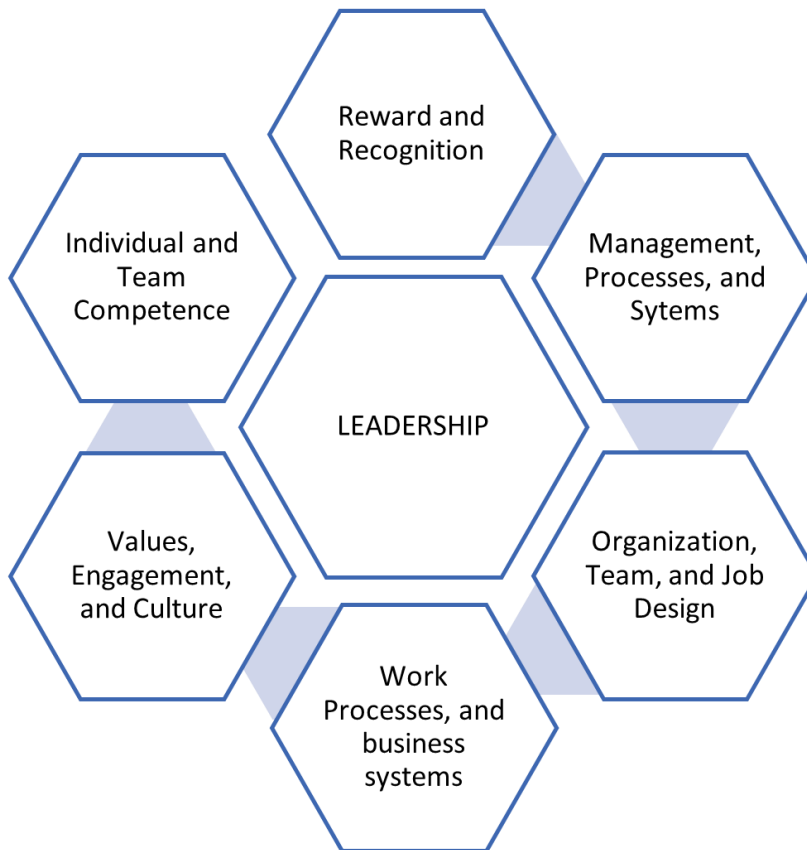 Reward and
Recognition
Individual and
Team
Competence
Management,
Processes, and
Sytems
LEADERSHIP
Values,
Engagement,
and Culture
Organization,
Team, and Job
Design
Work
Processes, and
business
systems